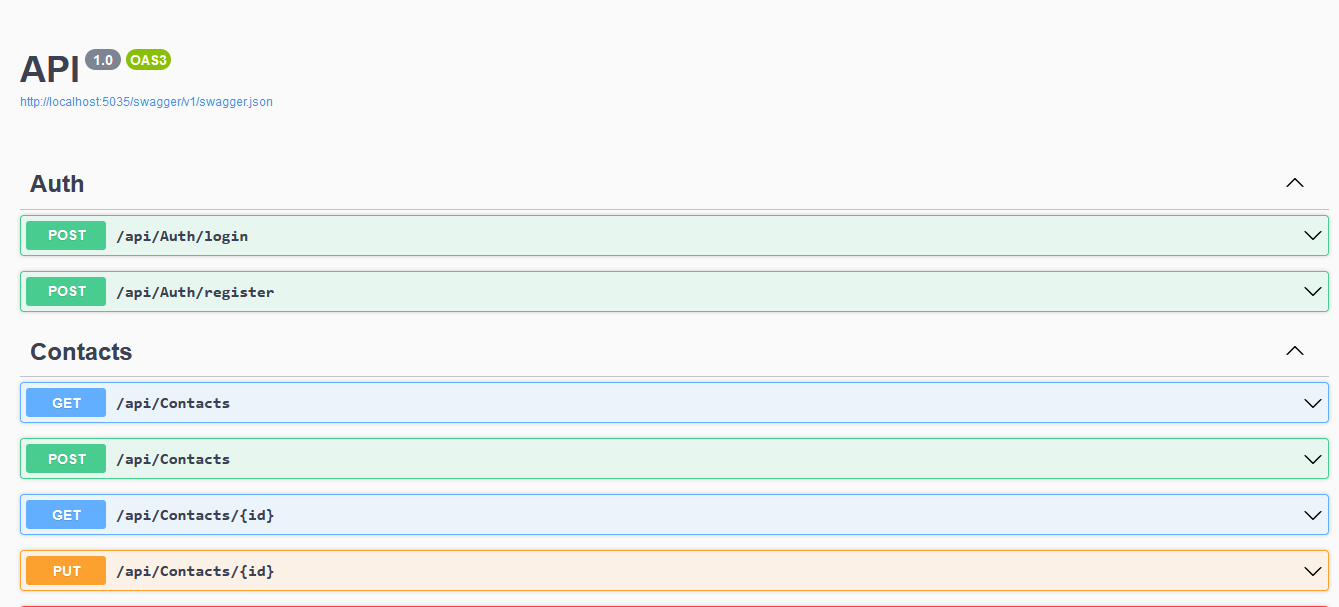 API 1.0 OAS3
http://localhost:5035/swagger/v1/swagger.json
Auth
POST /api/Auth/login
POST /api/Auth/register
Contacts
GET /api/Contacts
POST /api/Contacts
GET /api/Contacts/{id}
PUT /api/Contacts/{id}